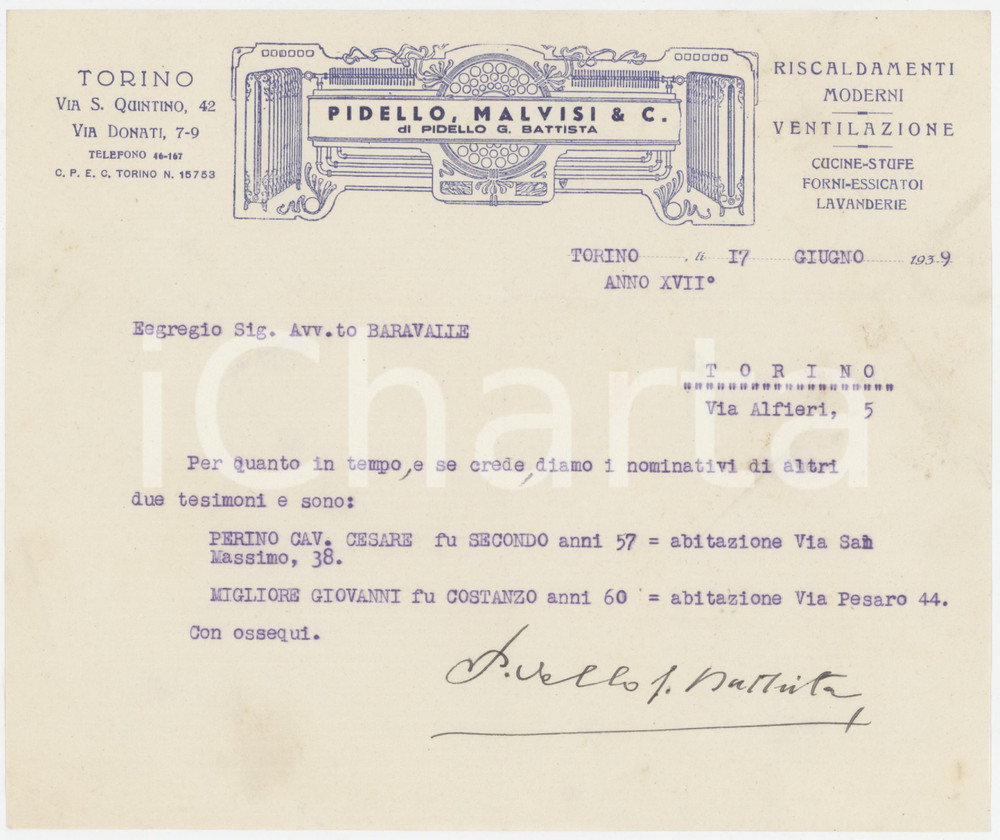 TORINO
VIA S. QUINTINO, 42
VIA DONATI, 7-9
TELEFONO 46-167
C. P. E. C. TORINO N. 15753
PIDELLO, MALVISI & C.
di PIDELLO G. BATTISTA
RISCALDAMENTI
MODERNI
VENTILAZIONE
CUCINE-STUFE
FORNI-ESSICATOI
LAVANDERIE
TORINO, li 17 GIUGNO 1939
ANNO XVII°
Eegregio Sig. Avv.to BARAVALLE
T O R I N O
""""""""""""""""""""
Via Alfieri, 5
iCharta
Per quanto in tempo, e se crede, diamo i nominativi di altri
due tesimoni e sono:
PERINO CAV. CESARE fu SECONDO anni 57 = abitazione Via San
Massimo, 38.
MIGLIORE GIOVANNI fu COSTANZO anni 60 = abitazione Via Pesaro 44.
Con ossequi.
Pidello G. Battista